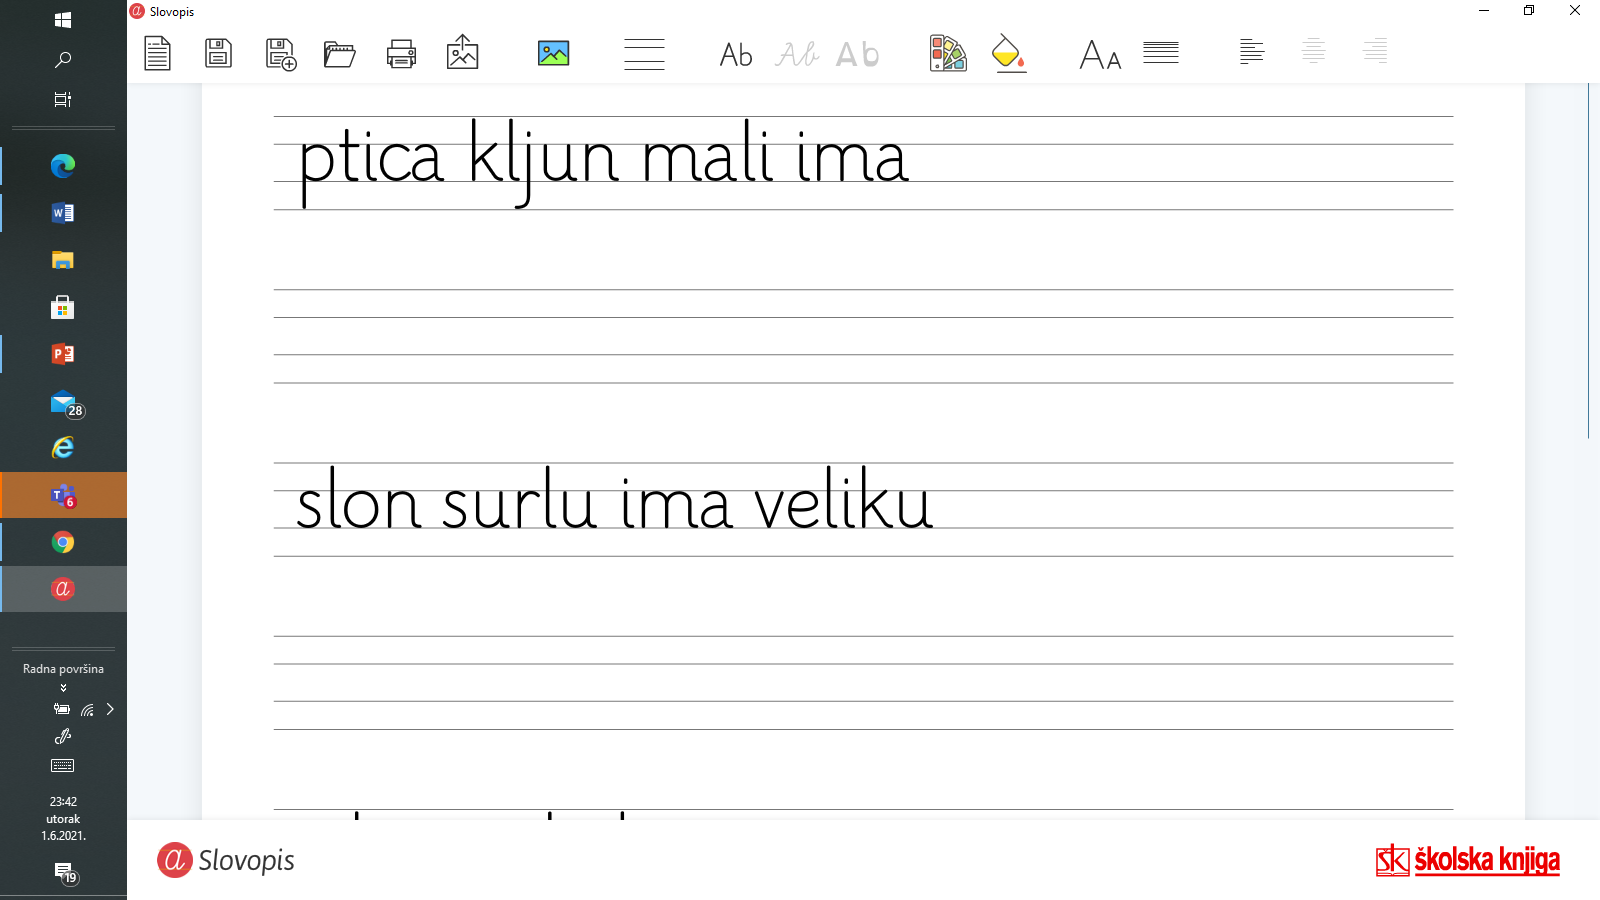 Slovopis
Ab Ab Ab
AA
ptica kljun mali ima
slon surlu ima veliku
28
6
Radna površina
23:42
utorak
1.6.2021.
19
a Slovopis
ŠK školska knjiga